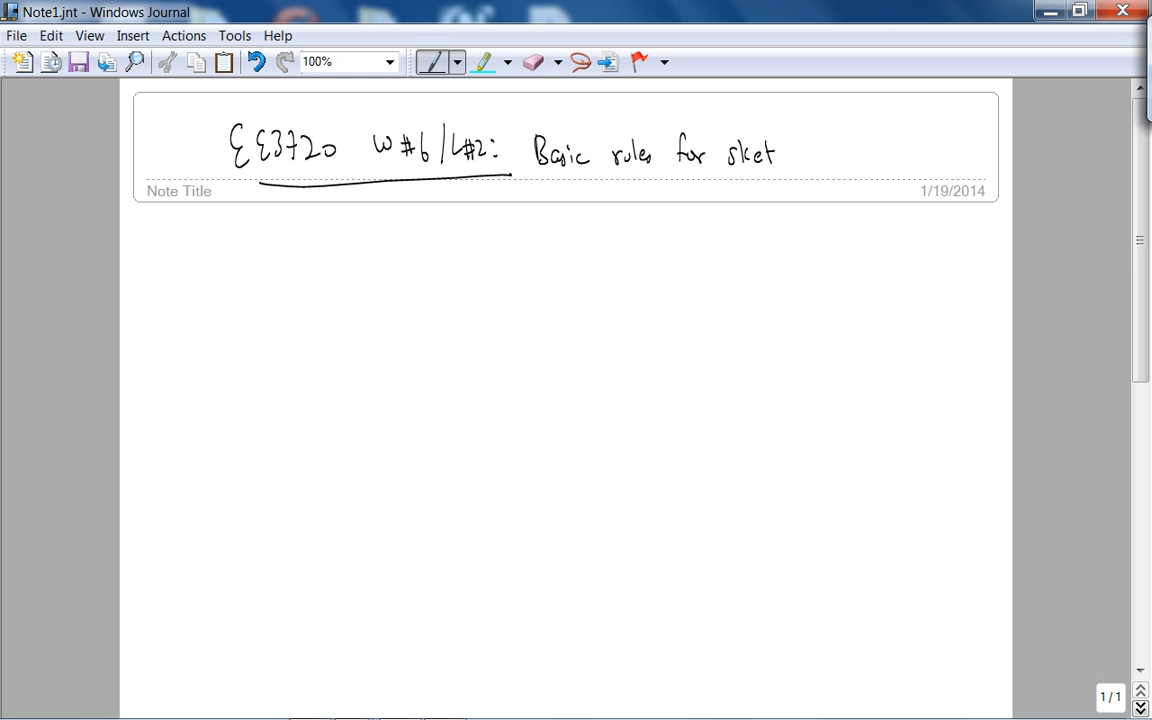 Note1.jnt - Windows Journal
File Edit View Insert Actions Tools Help
100%
EE3720 W#6/L#2: Basic rules for sket
Note Title 1/19/2014
1/1